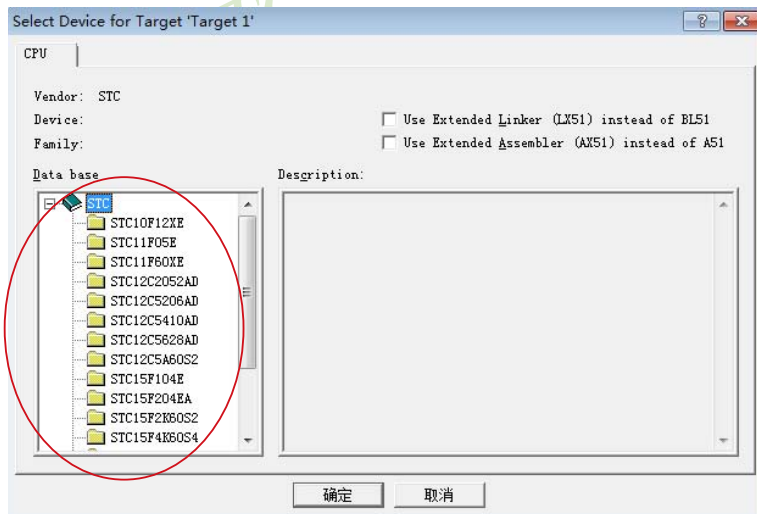 Select Device for Target 'Target 1'
CPU
Vendor: STC
Device:
Use Extended Linker (LX51) instead of BL51
Family:
Use Extended Assembler (AX51) instead of A51
Data base
Description:
STC
STC10F12XE
STC11F05E
STC11F60XE
STC12C2052AD
STC12C5206AD
STC12C5410AD
STC12C5628AD
STC12C5A60S2
STC15F104E
STC15F204EA
STC15F2K60S2
STC15F4K60S4
确定
取消